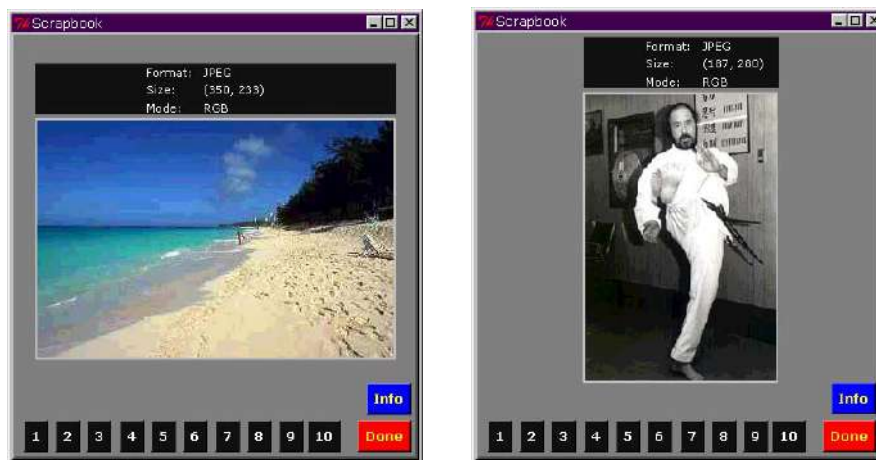 Scrapbook
Format: JPEG
Size: (350, 233)
Mode: RGB
Info
1 2 3 4 5 6 7 8 9 10 Done
Scrapbook
Format: JPEG
Size: (187, 280)
Mode: RGB
Info
1 2 3 4 5 6 7 8 9 10 Done